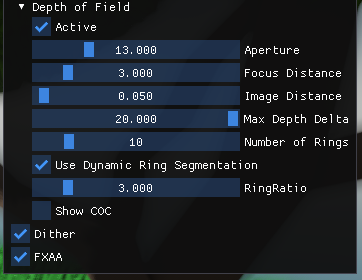 Depth of Field
Active
13.000 Aperture
3.000 Focus Distance
0.050 Image Distance
20.000 Max Depth Delta
10 Number of Rings
Use Dynamic Ring Segmentation
3.000 RingRatio
Show COC
Dither
FXAA